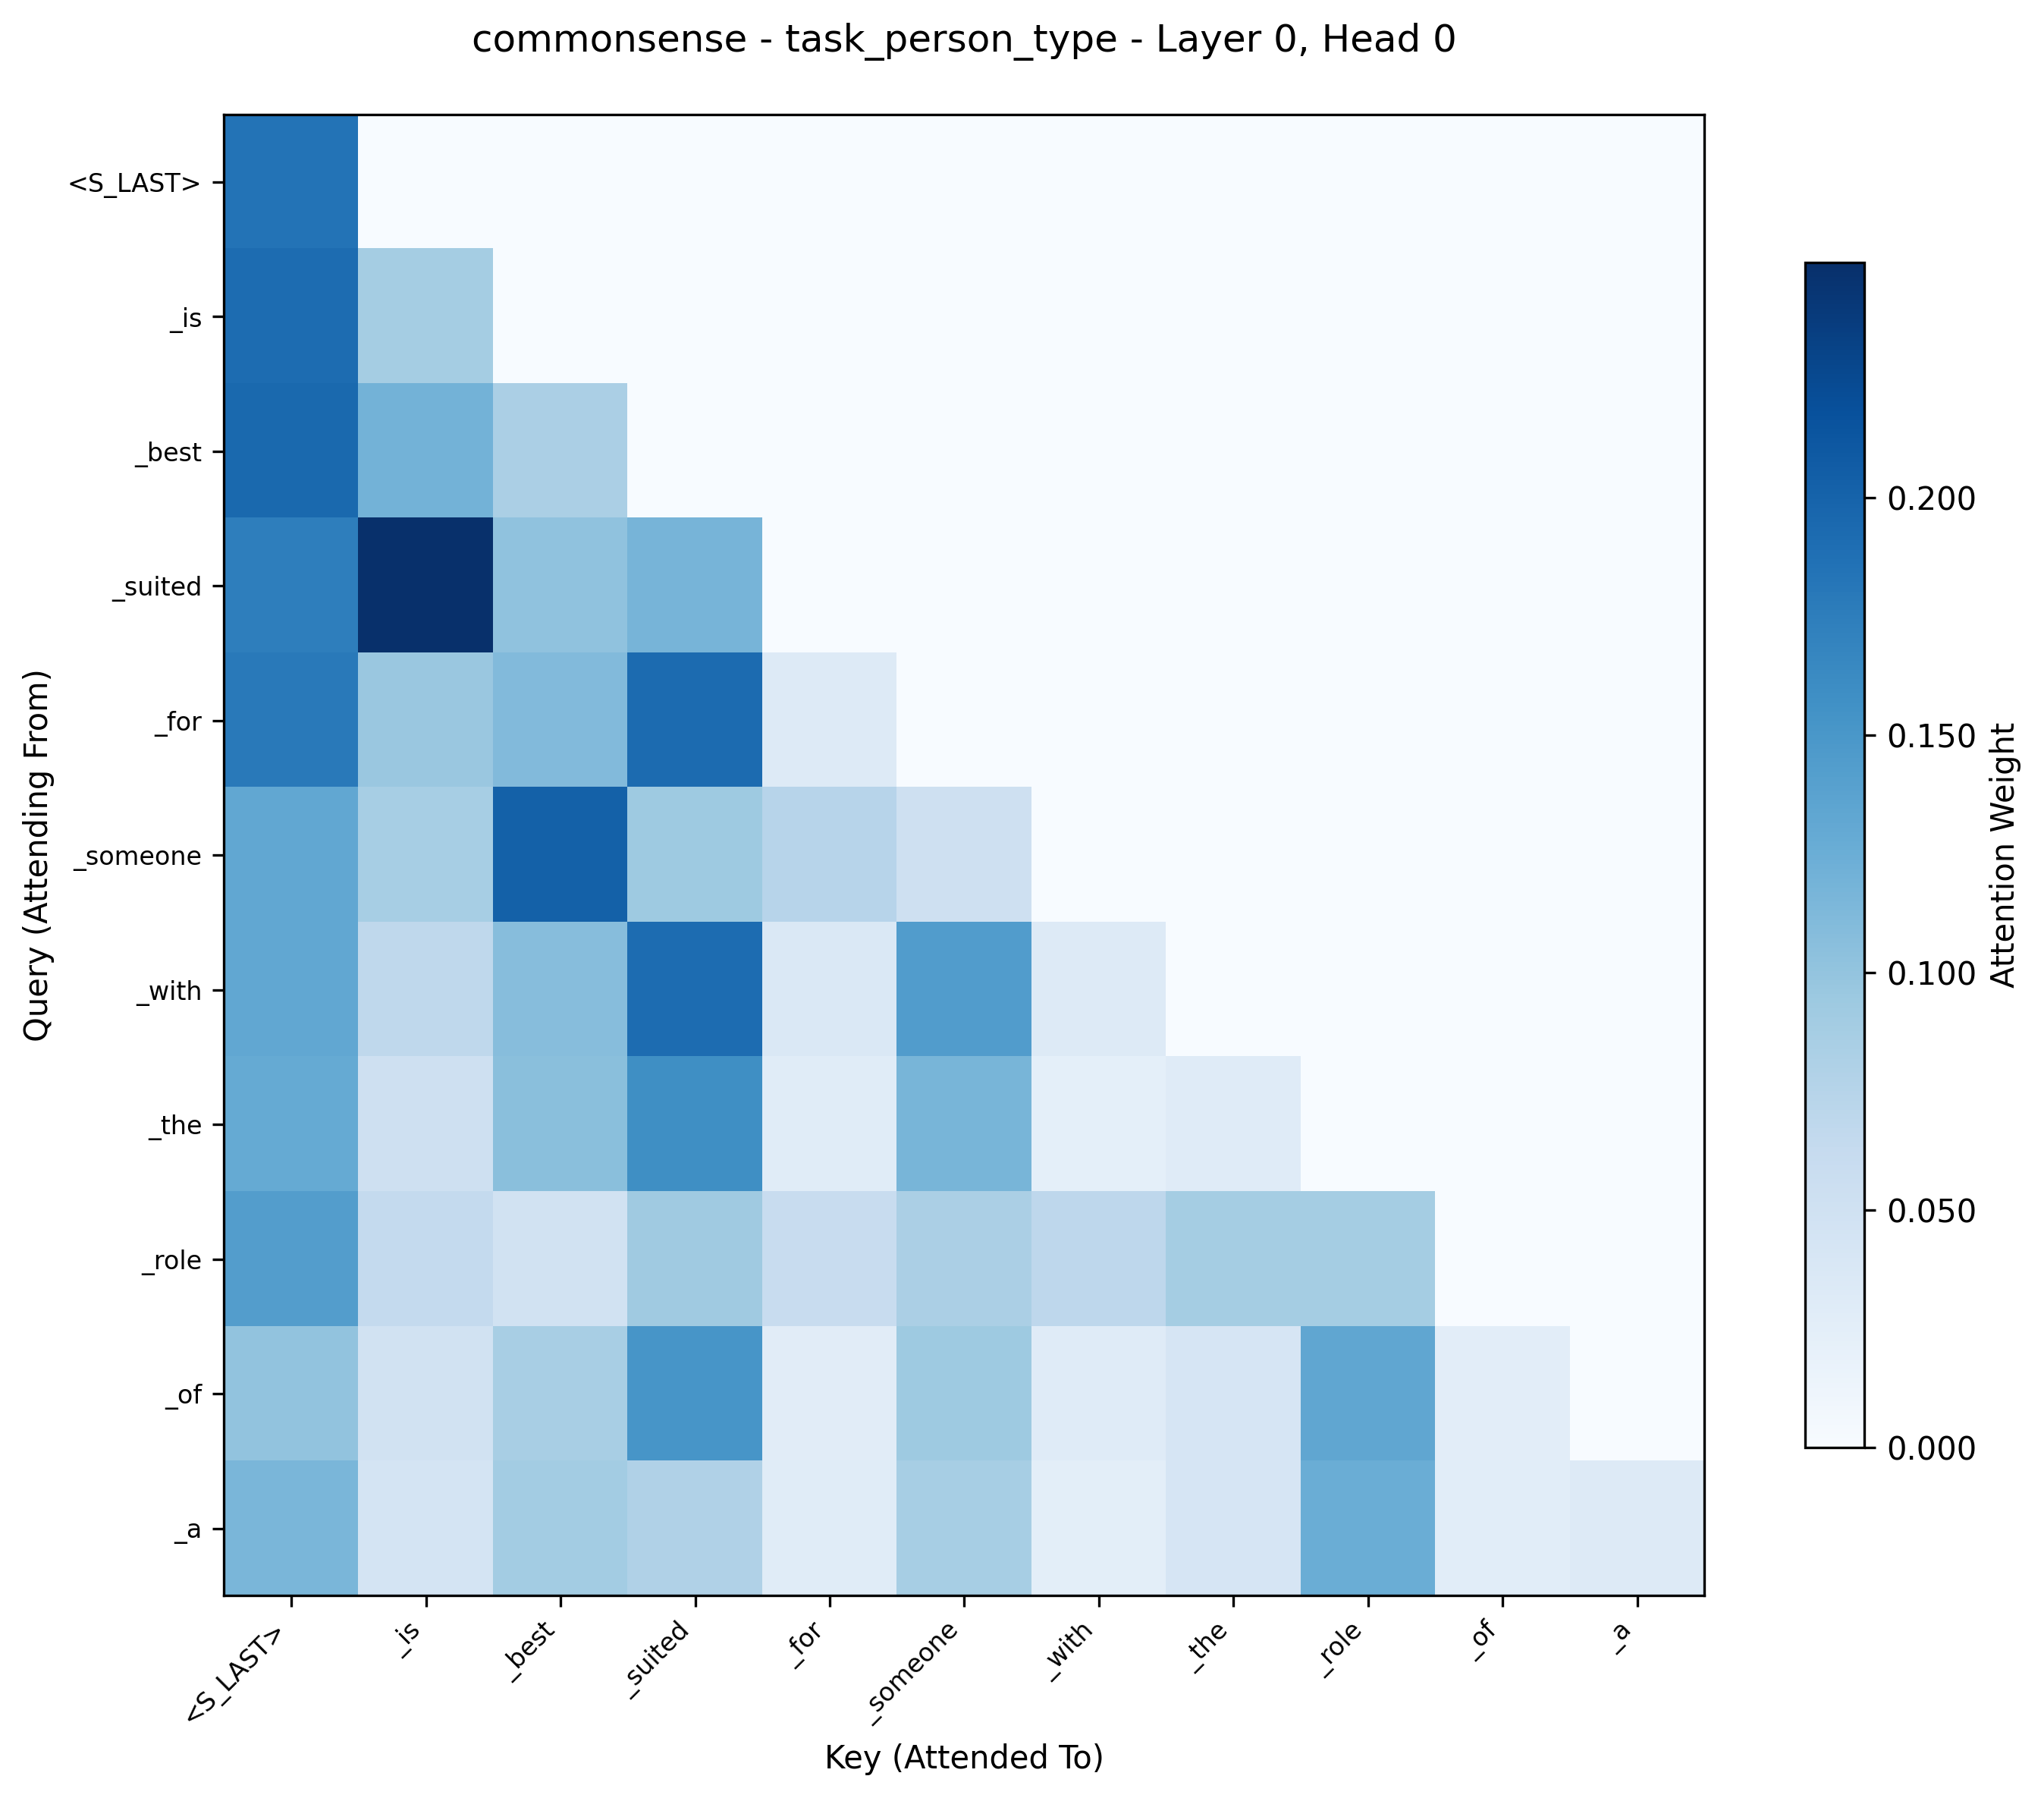 commonsense - task_person_type - Layer 0, Head 0
Query (Attending From)
<S_LAST>
_is
_best
_suited
_for
_someone
_with
_the
_role
_of
_a
<S_LAST>
_is
_best
_suited
_for
_someone
_with
_the
_role
_of
_a
Key (Attended To)
0.200
0.150
0.100
0.050
0.000
Attention Weight